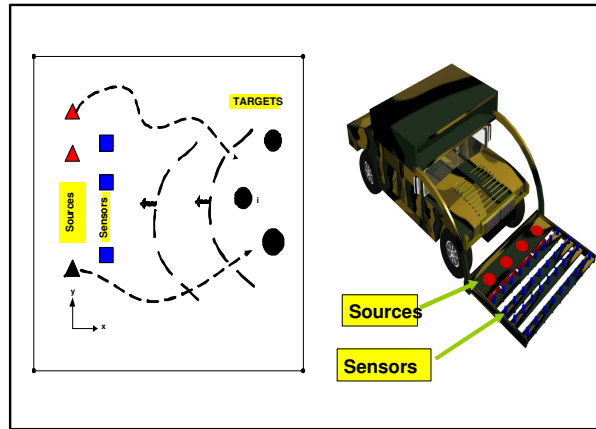 TARGETS
Sources
Sensors
i
y
x
Sources
Sensors